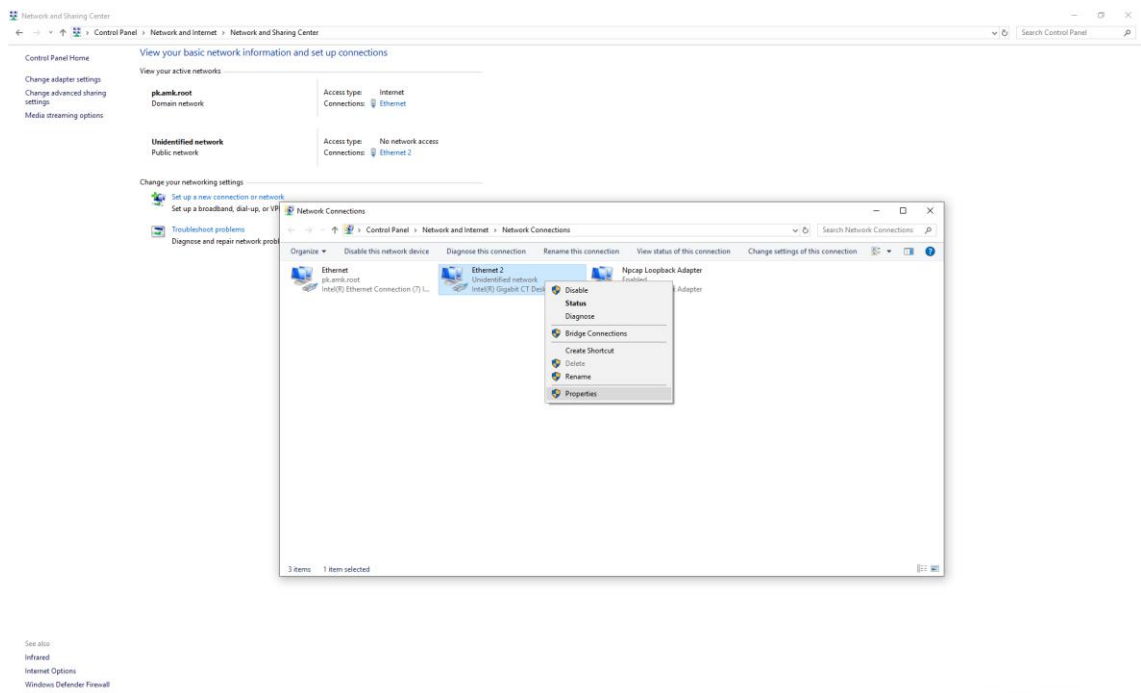 Network and Sharing Center
Control Panel › Network and Internet › Network and Sharing Center
Search Control Panel
Control Panel Home
Change adapter settings
Change advanced sharing
settings
Media streaming options
View your basic network information and set up connections
View your active networks
pk.amk.root
Domain network
Access type: Internet
Connections: Ethernet
Unidentified network
Public network
Access type: No network access
Connections: Ethernet 2
Change your networking settings
Set up a new connection or network
Set up a broadband, dial-up, or VP
Troubleshoot problems
Diagnose and repair network probl
Network Connections
Control Panel › Network and Internet › Network Connections
Search Network Connections
Organize
Disable this network device
Diagnose this connection
Rename this connection
View status of this connection
Change settings of this connection
Ethernet
pk.amk.root
Intel(R) Ethernet Connection (7) I...
Ethernet 2
Unidentified network
Intel(R) Gigabit CT Desk
Npcap Loopback Adapter
Enabled
Adapter
Disable
Status
Diagnose
Bridge Connections
Create Shortcut
Delete
Rename
Properties
3 items 1 item selected
See also
Infrared
Internet Options
Windows Defender Firewall